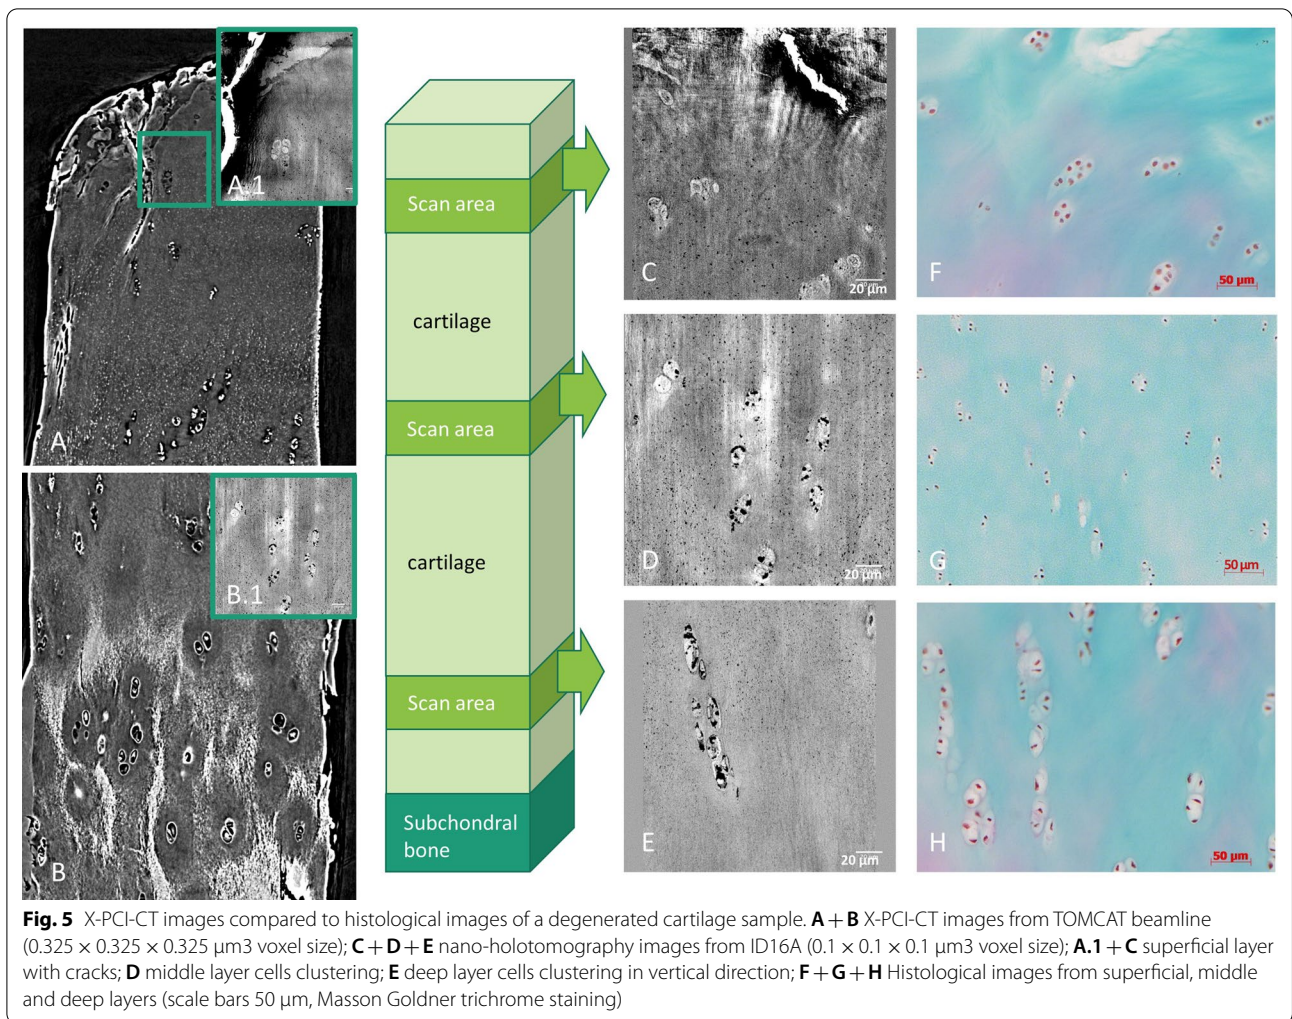 A.1
A
B.1
B
Scan area
cartilage
Scan area
cartilage
Scan area
Subchondral
bone
C
20 µm
D
20 µm
E
20 µm
F
50 µm
G
50 µm
H
50 µm
Fig. 5 X-PCI-CT images compared to histological images of a degenerated cartilage sample. A + B X-PCI-CT images from TOMCAT beamline
(0.325 × 0.325 × 0.325 µm3 voxel size); C + D + E nano-holotomography images from ID16A (0.1 × 0.1 × 0.1 µm3 voxel size); A.1 + C superficial layer
with cracks; D middle layer cells clustering; E deep layer cells clustering in vertical direction; F + G + H Histological images from superficial, middle
and deep layers (scale bars 50 µm, Masson Goldner trichrome staining)